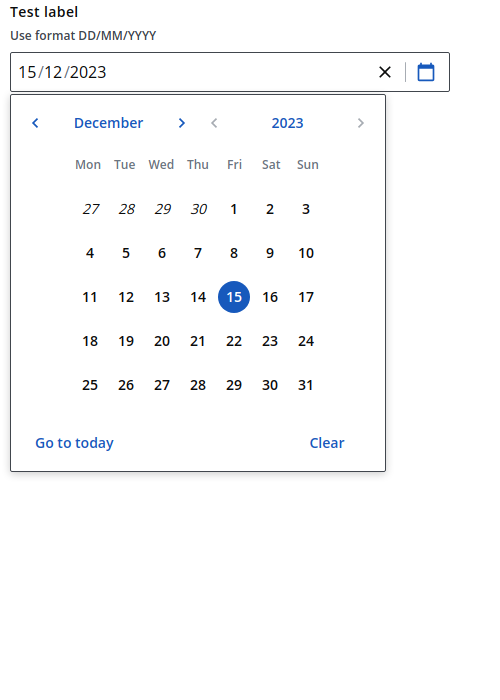 Test label
Use format DD/MM/YYYY
15/12/2023
December 2023
Mon Tue Wed Thu Fri Sat Sun
27 28 29 30 1 2 3
4 5 6 7 8 9 10
11 12 13 14 15 16 17
18 19 20 21 22 23 24
25 26 27 28 29 30 31
Go to today Clear